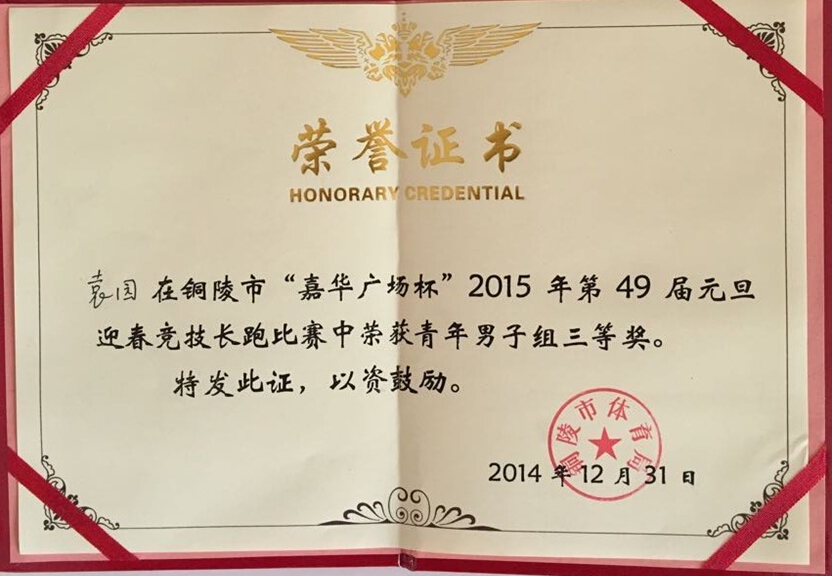 荣誉证书
HONORARY CREDENTIAL
袁园 在铜陵市“嘉华广场杯”2015 年第 49 届元旦
迎春竞技长跑比赛中荣获青年男子组三等奖。
特发此证，以资鼓励。
铜陵市体育局
2014 年 12 月 31 日